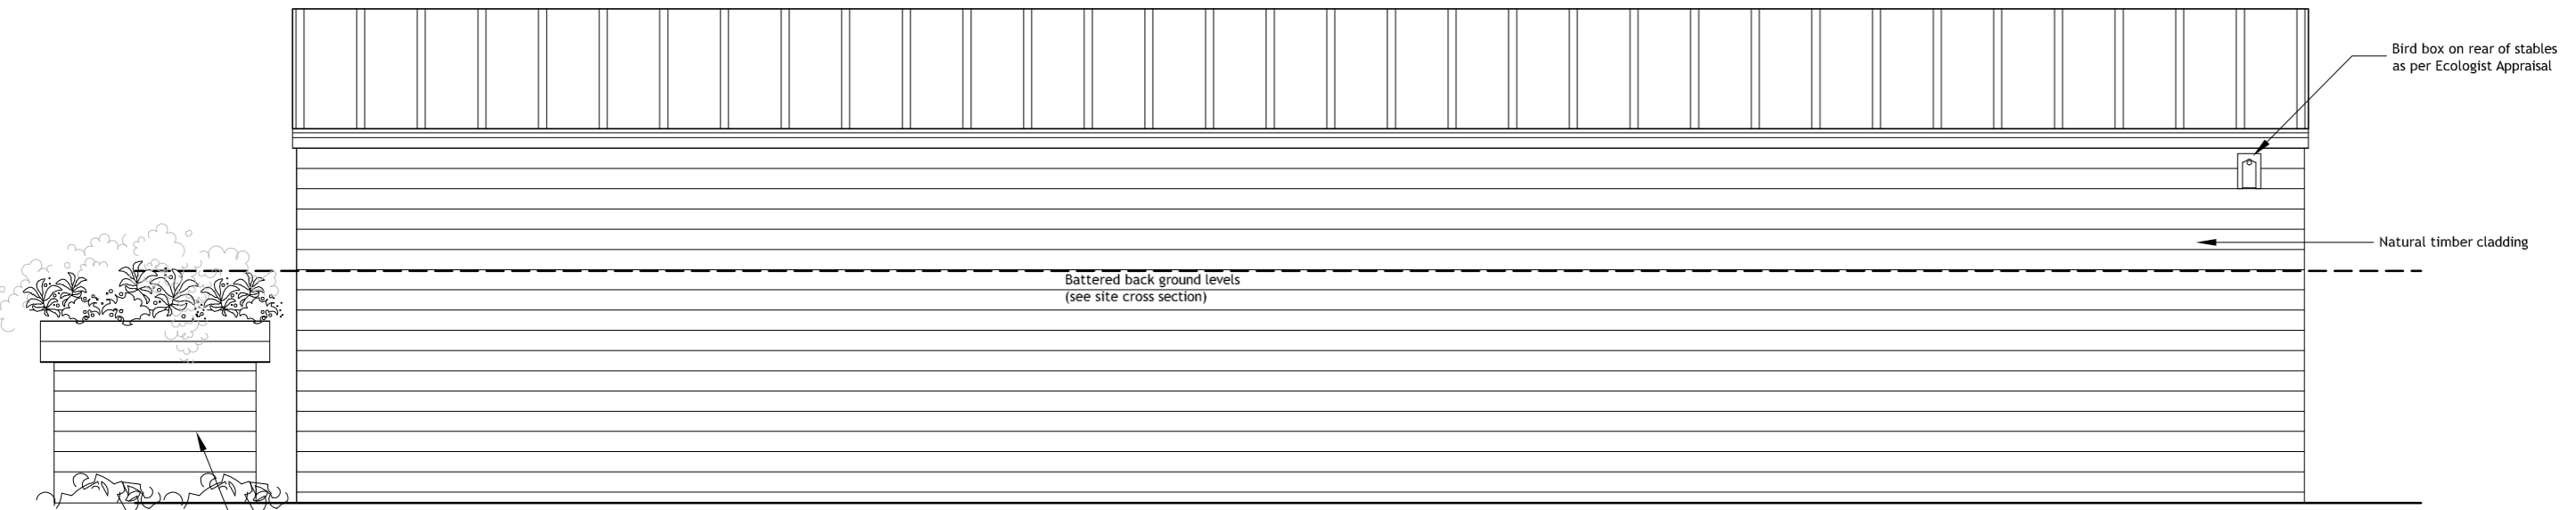 Bird box on rear of stables
as per Ecologist Appraisal
Natural timber cladding
Battered back ground levels
(see site cross section)